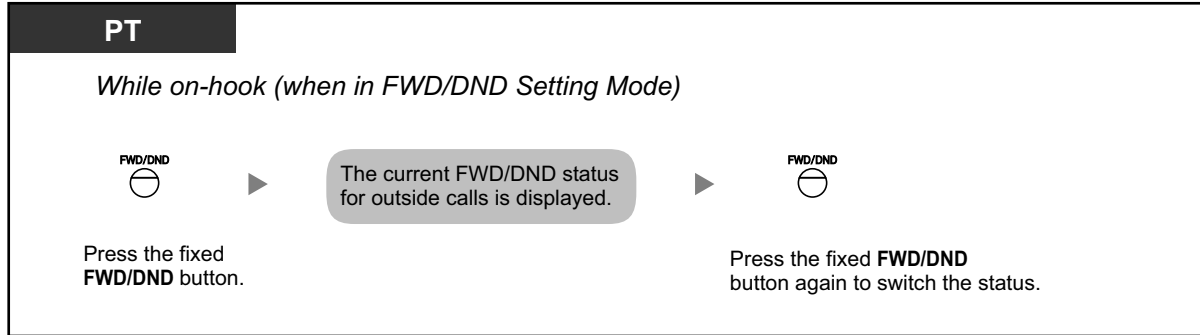 PT
While on-hook (when in FWD/DND Setting Mode)
FWD/DND
The current FWD/DND status
for outside calls is displayed.
FWD/DND
Press the fixed
FWD/DND button.
Press the fixed FWD/DND
button again to switch the status.